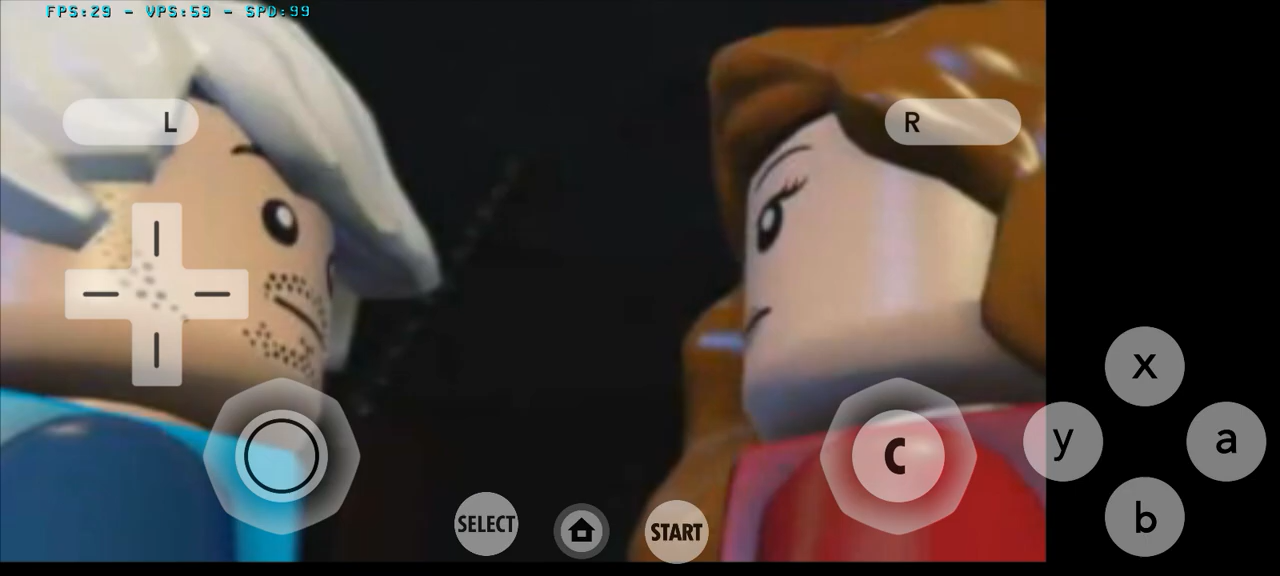 FPS:29 - VPS:59 - SPD:99
L
R
x
y
a
C
b
SELECT
START